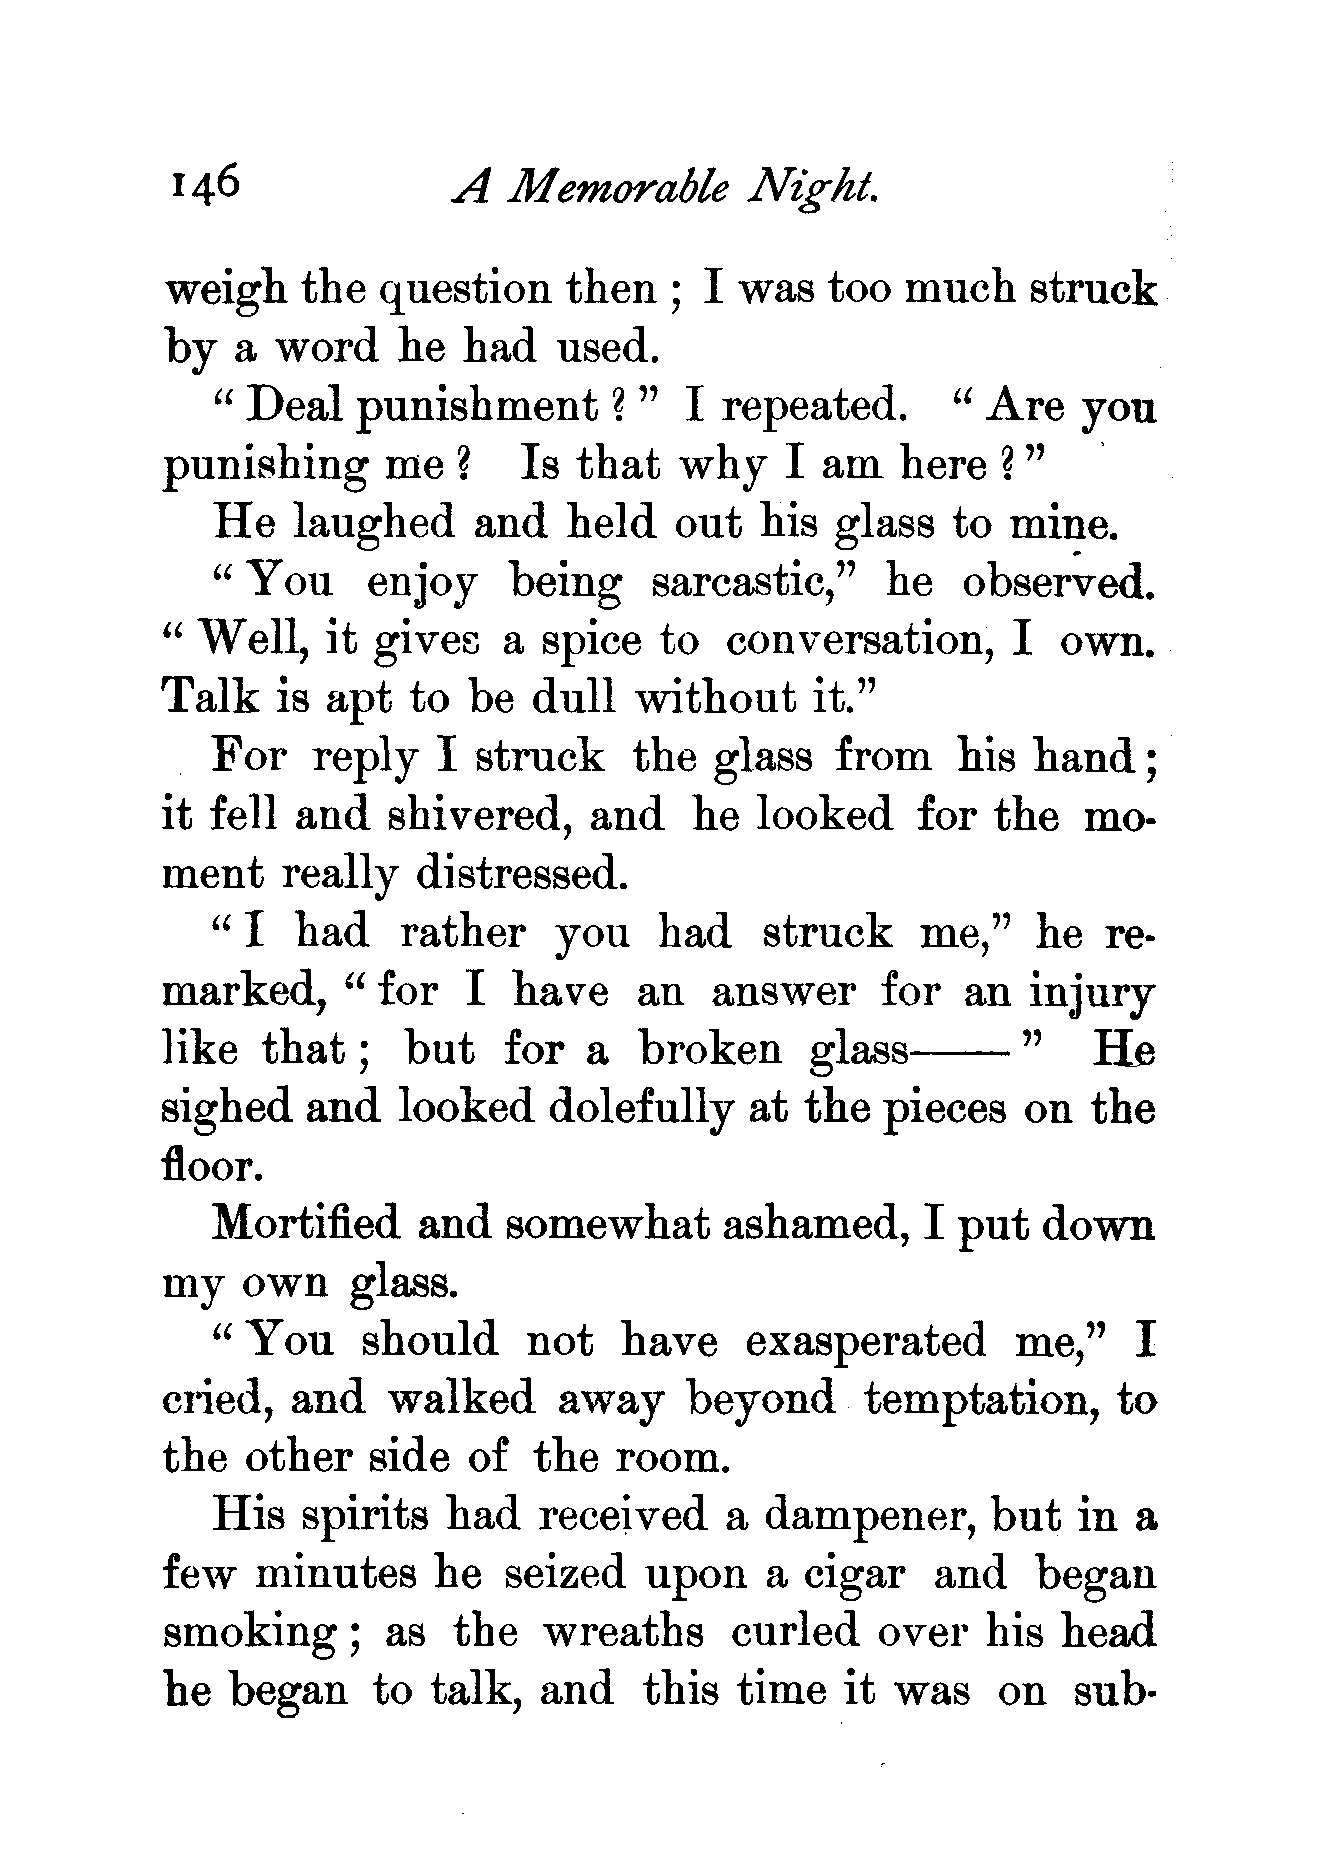 146 A Memorable Night.
weigh the question then ; I was too much struck
by a word he had used.
“ Deal punishment ? ” I repeated. “ Are you
punishing me ? Is that why I am here ? ”
He laughed and held out his glass to mine.
“ You enjoy being sarcastic,” he observed.
“ Well, it gives a spice to conversation, I own.
Talk is apt to be dull without it.”
For reply I struck the glass from his hand ;
it fell and shivered, and he looked for the mo-
ment really distressed.
“ I had rather you had struck me,” he re-
marked, “ for I have an answer for an injury
like that ; but for a broken glass—— ” He
sighed and looked dolefully at the pieces on the
floor.
Mortified and somewhat ashamed, I put down
my own glass.
“ You should not have exasperated me,” I
cried, and walked away beyond temptation, to
the other side of the room.
His spirits had received a dampener, but in a
few minutes he seized upon a cigar and began
smoking ; as the wreaths curled over his head
he began to talk, and this time it was on sub-